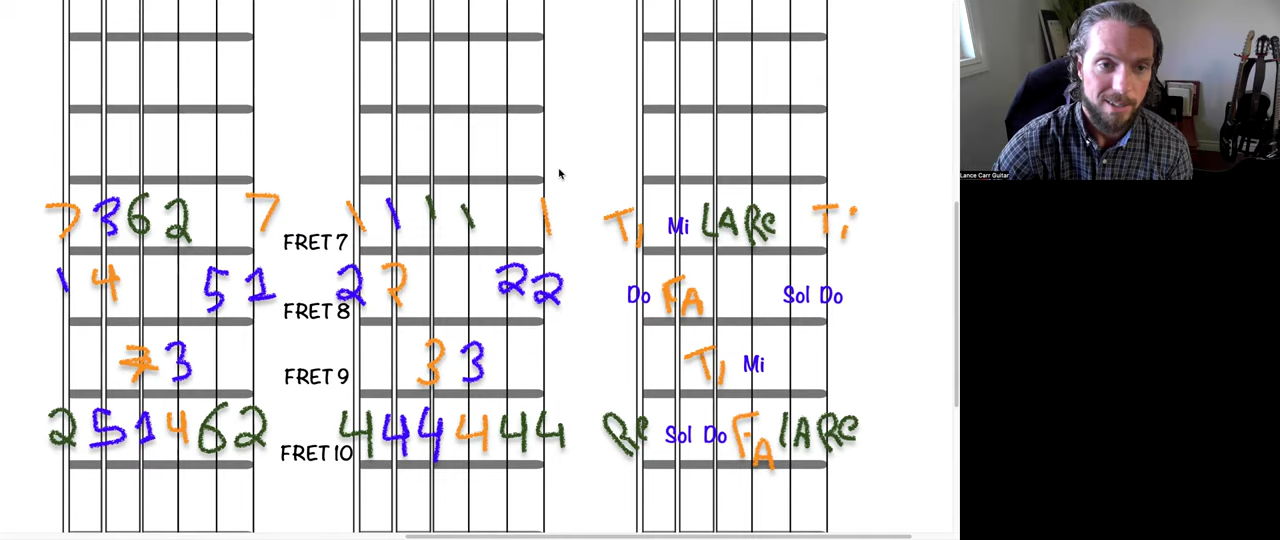 7 3 6 2 7 1 1 1 1 1 Ti Mi LA Re Ti
FRET 7
1 4 5 1 2 2 2 2 Do FA Sol Do
FRET 8
7 3 3 3 Ti Mi
FRET 9
2 5 1 4 6 2 4 4 4 4 4 4 Re Sol Do FA LA Re
FRET 10
Lance Carr Guitar